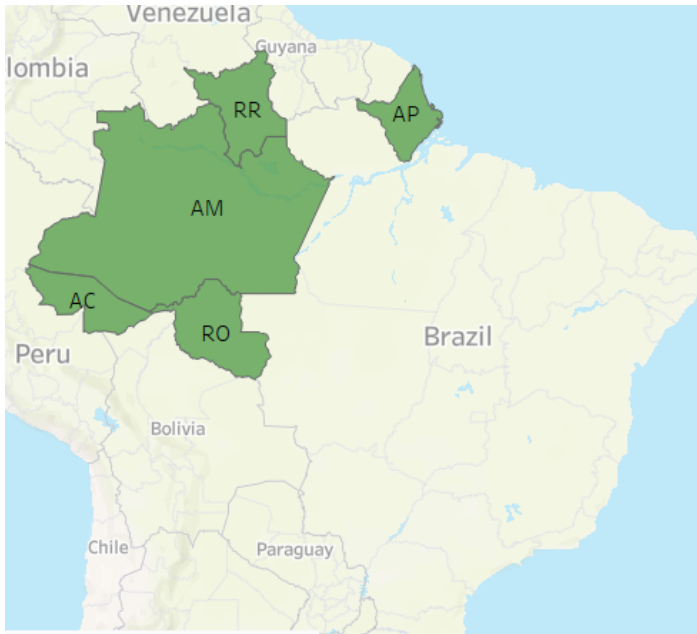 Venezuela
Guyana
lombia
RR
AP
AM
AC
RO
Peru
Brazil
Bolivia
Chile
Paraguay